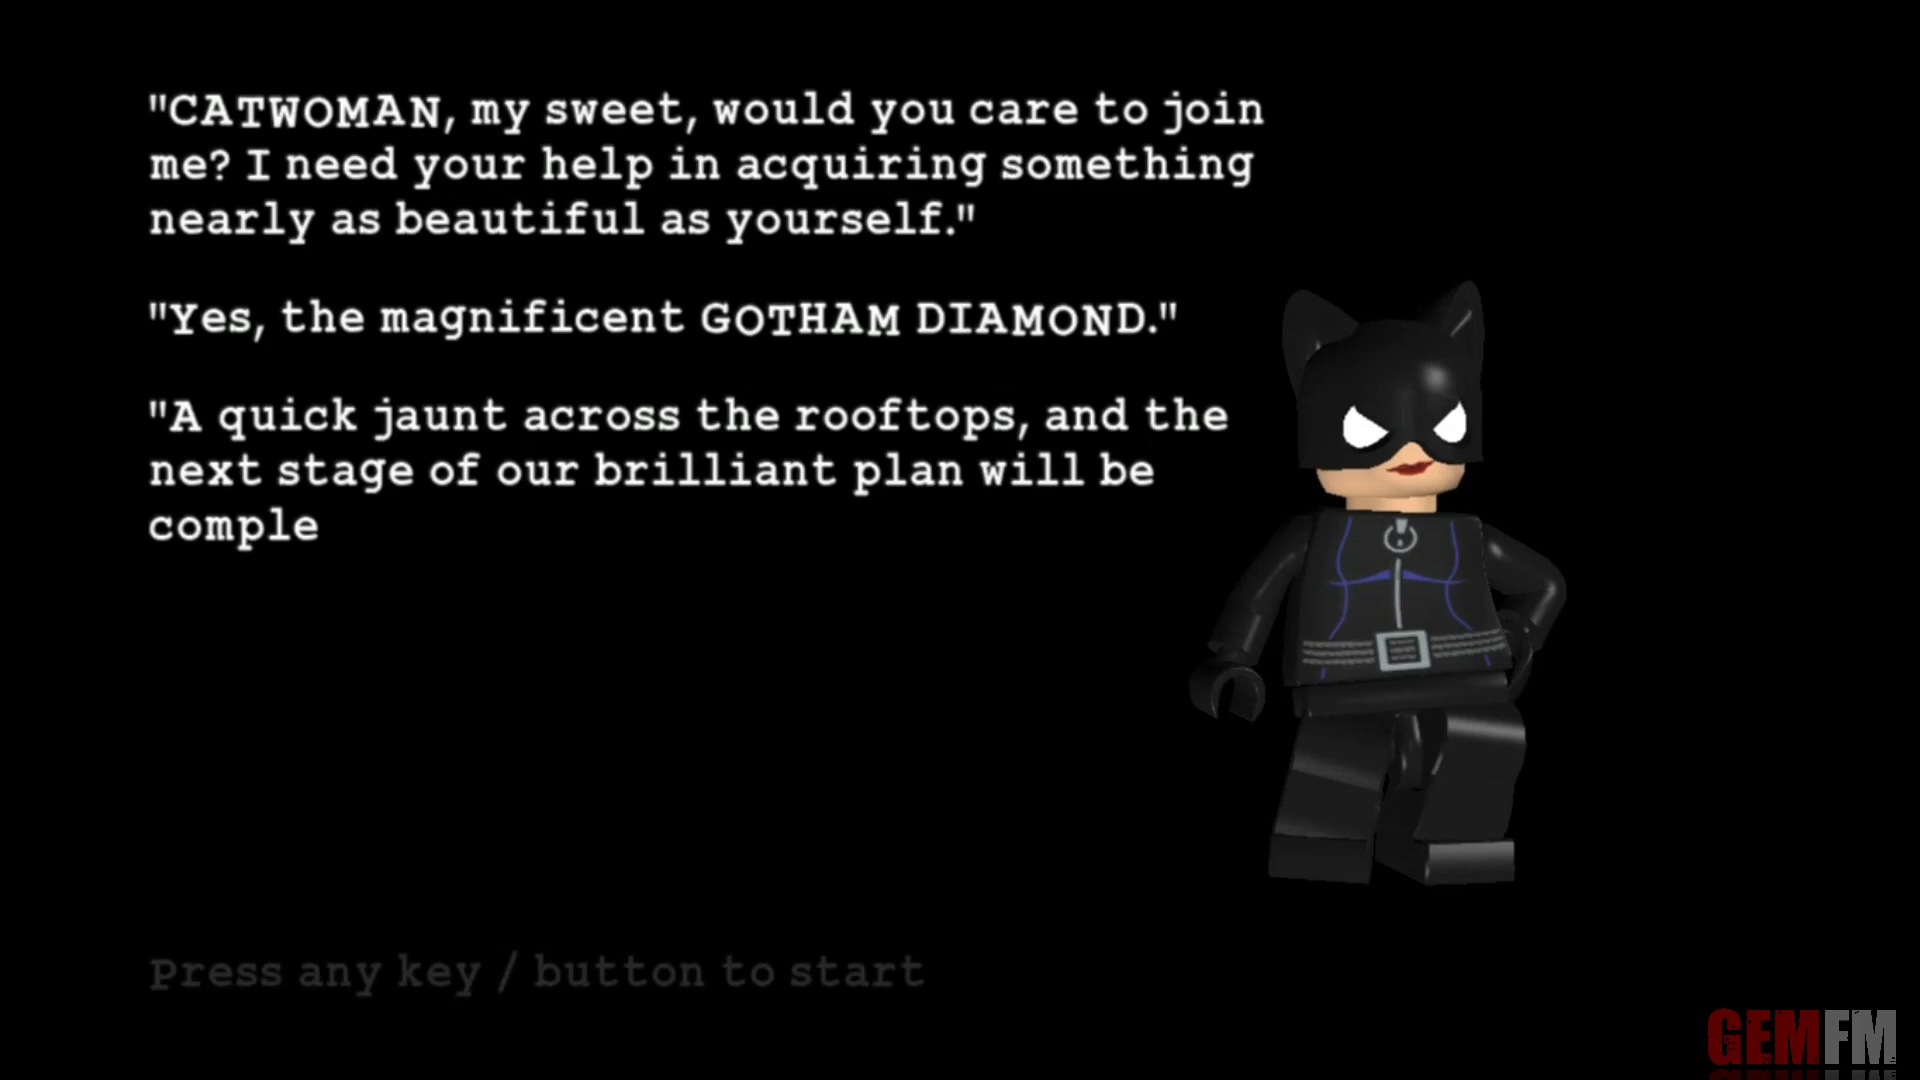 "CATWOMAN, my sweet, would you care to join
me? I need your help in acquiring something
nearly as beautiful as yourself."
"Yes, the magnificent GOTHAM DIAMOND."
"A quick jaunt across the rooftops, and the
next stage of our brilliant plan will be
comple
Press any key / button to start
GEMFM